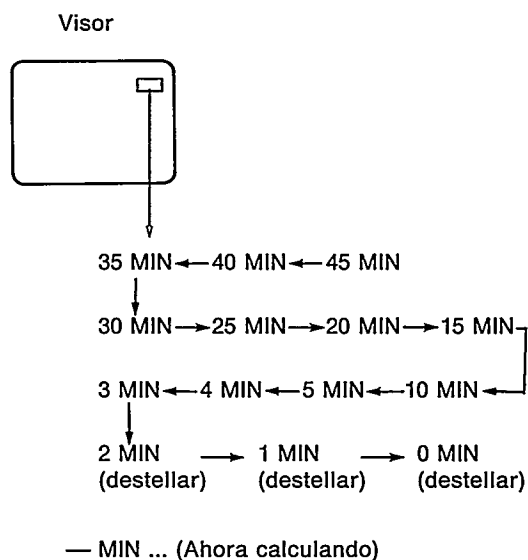 Visor
35 MIN ← 40 MIN ← 45 MIN
30 MIN → 25 MIN → 20 MIN → 15 MIN
3 MIN ← 4 MIN ← 5 MIN ← 10 MIN
2 MIN → 1 MIN → 0 MIN
(destellar) (destellar) (destellar)
— MIN ... (Ahora calculando)